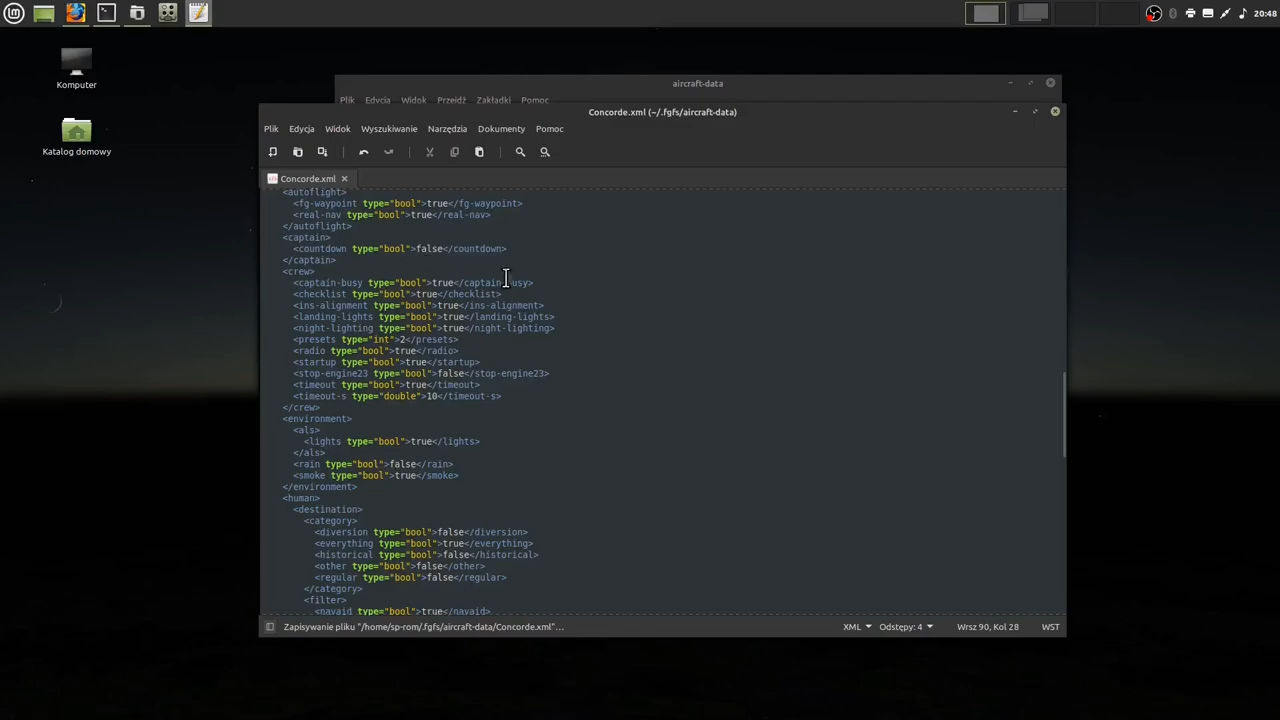 20:48
Komputer
Katalog domowy
aircraft-data
Plik Edycja Widok Przejdź Zakładki Pomoc
Concorde.xml (~/.fgfs/aircraft-data)
Plik Edycja Widok Wyszukiwanie Narzędzia Dokumenty Pomoc
Concorde.xml
<autoflight>
<fg-waypoint type="bool">true</fg-waypoint>
<real-nav type="bool">true</real-nav>
</autoflight>
<captain>
<countdown type="bool">false</countdown>
</captain>
<crew>
<captain-busy type="bool">true</captain-busy>
<checklist type="bool">true</checklist>
<ins-alignment type="bool">true</ins-alignment>
<landing-lights type="bool">true</landing-lights>
<night-lighting type="bool">true</night-lighting>
<presets type="int">2</presets>
<radio type="bool">true</radio>
<startup type="bool">true</startup>
<stop-engine23 type="bool">false</stop-engine23>
<timeout type="bool">true</timeout>
<timeout-s type="double">10</timeout-s>
</crew>
<environment>
<als>
<lights type="bool">true</lights>
</als>
<rain type="bool">false</rain>
<smoke type="bool">true</smoke>
</environment>
<human>
<destination>
<category>
<diversion type="bool">false</diversion>
<everything type="bool">true</everything>
<historical type="bool">false</historical>
<other type="bool">false</other>
<regular type="bool">false</regular>
</category>
<filter>
<navaid type="bool">true</navaid>
Zapisywanie pliku "/home/sp-rom/.fgfs/aircraft-data/Concorde.xml"… XML Odstępy: 4 Wrsz 90, Kol 28 WST